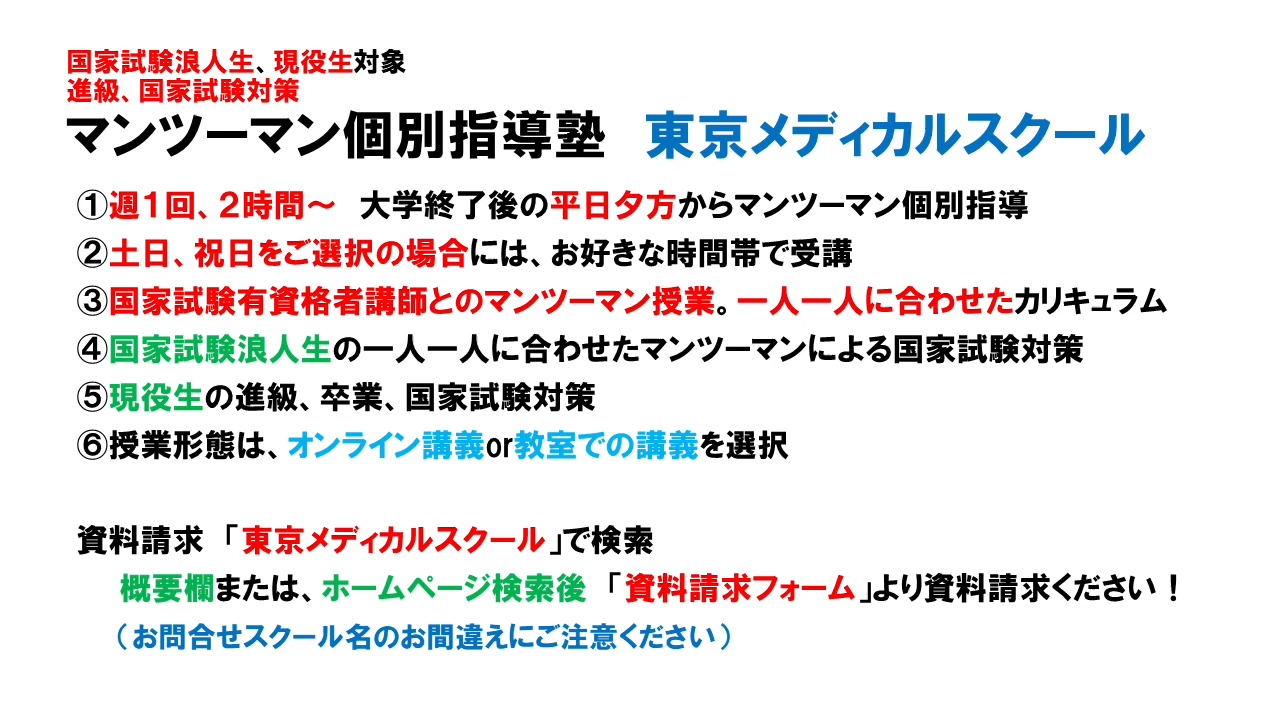 国家試験浪人生、現役生対象
進級、国家試験対策
マンツーマン個別指導塾　東京メディカルスクール
①週１回、２時間～　大学終了後の平日夕方からマンツーマン個別指導
②土日、祝日をご選択の場合には、お好きな時間帯で受講
③国家試験有資格者講師とのマンツーマン授業。一人一人に合わせたカリキュラム
④国家試験浪人生の一人一人に合わせたマンツーマンによる国家試験対策
⑤現役生の進級、卒業、国家試験対策
⑥授業形態は、オンライン講義or教室での講義を選択
資料請求　「東京メディカルスクール」で検索
概要欄または、ホームページ検索後　「資料請求フォーム」より資料請求ください！
（お問合せスクール名のお間違えにご注意ください）